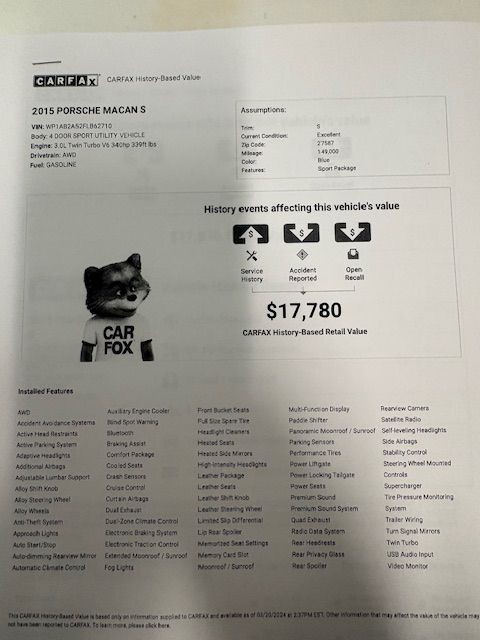 CARFAX CARFAX History-Based Value
2015 PORSCHE MACAN S
VIN: WP1AB2A52FLB62710
Body: 4 DOOR SPORT UTILITY VEHICLE
Engine: 3.0L Twin Turbo V6 340hp 339ft lbs
Drivetrain: AWD
Fuel: GASOLINE
Assumptions:
Trim: S
Current Condition: Excellent
Zip Code: 27587
Mileage: 149,000
Color: Blue
Features: Sport Package
History events affecting this vehicle's value
$ $ $
Service History
Accident Reported
Open Recall
$17,780
CARFAX History-Based Retail Value
CAR
FOX
Installed Features
AWD
Accident Avoidance Systems
Active Head Restraints
Active Parking System
Adaptive Headlights
Additional Airbags
Adjustable Lumbar Support
Alloy Shift Knob
Alloy Steering Wheel
Alloy Wheels
Anti-Theft System
Approach Lights
Auto Start/Stop
Auto-dimming Rearview Mirror
Automatic Climate Control
Auxiliary Engine Cooler
Blind Spot Warning
Bluetooth
Braking Assist
Comfort Package
Cooled Seats
Crash Sensors
Cruise Control
Curtain Airbags
Dual Exhaust
Dual-Zone Climate Control
Electronic Braking System
Electronic Traction Control
Extended Moonroof / Sunroof
Fog Lights
Front Bucket Seats
Full Size Spare Tire
Headlight Cleaners
Heated Seats
Heated Side Mirrors
High-Intensity Headlights
Leather Package
Leather Seats
Leather Shift Knob
Leather Steering Wheel
Limited Slip Differential
Lip Rear Spoiler
Memorized Seat Settings
Memory Card Slot
Moonroof / Sunroof
Multi-Function Display
Paddle Shifter
Panoramic Moonroof / Sunroof
Parking Sensors
Performance Tires
Power Liftgate
Power Locking Tailgate
Power Seats
Premium Sound
Premium Sound System
Quad Exhaust
Radio Data System
Rear Headrests
Rear Privacy Glass
Rear Spoiler
Rearview Camera
Satellite Radio
Self-leveling Headlights
Side Airbags
Stability Control
Steering Wheel Mounted
Controls
Supercharger
Tire Pressure Monitoring
System
Trailer Wiring
Turn Signal Mirrors
Twin Turbo
USB Audio Input
Video Monitor
This CARFAX History-Based Value is based only on information supplied to CARFAX and available as of 03/20/2024 at 2:37PM EST. Other information that may affect the value of the vehicle may
not have been reported to CARFAX. To learn more, please click here.